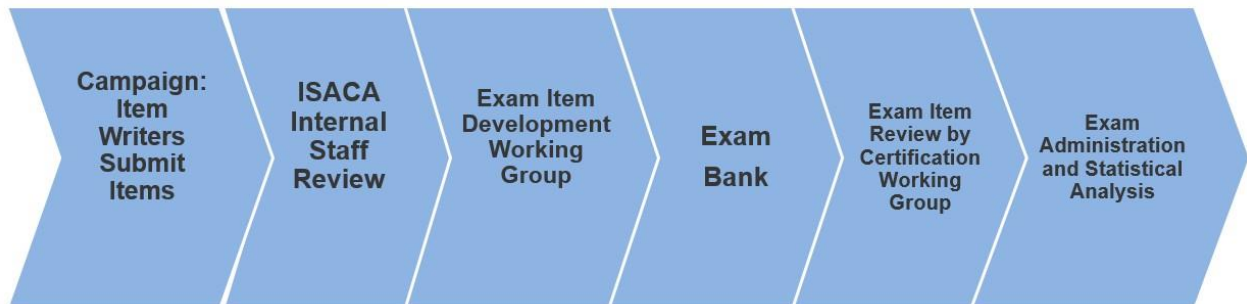 Campaign:
Item
Writers
Submit
Items
ISACA
Internal
Staff
Review
Exam Item
Development
Working
Group
Exam
Bank
Exam Item
Review by
Certification
Working
Group
Exam
Administration
and Statistical
Analysis